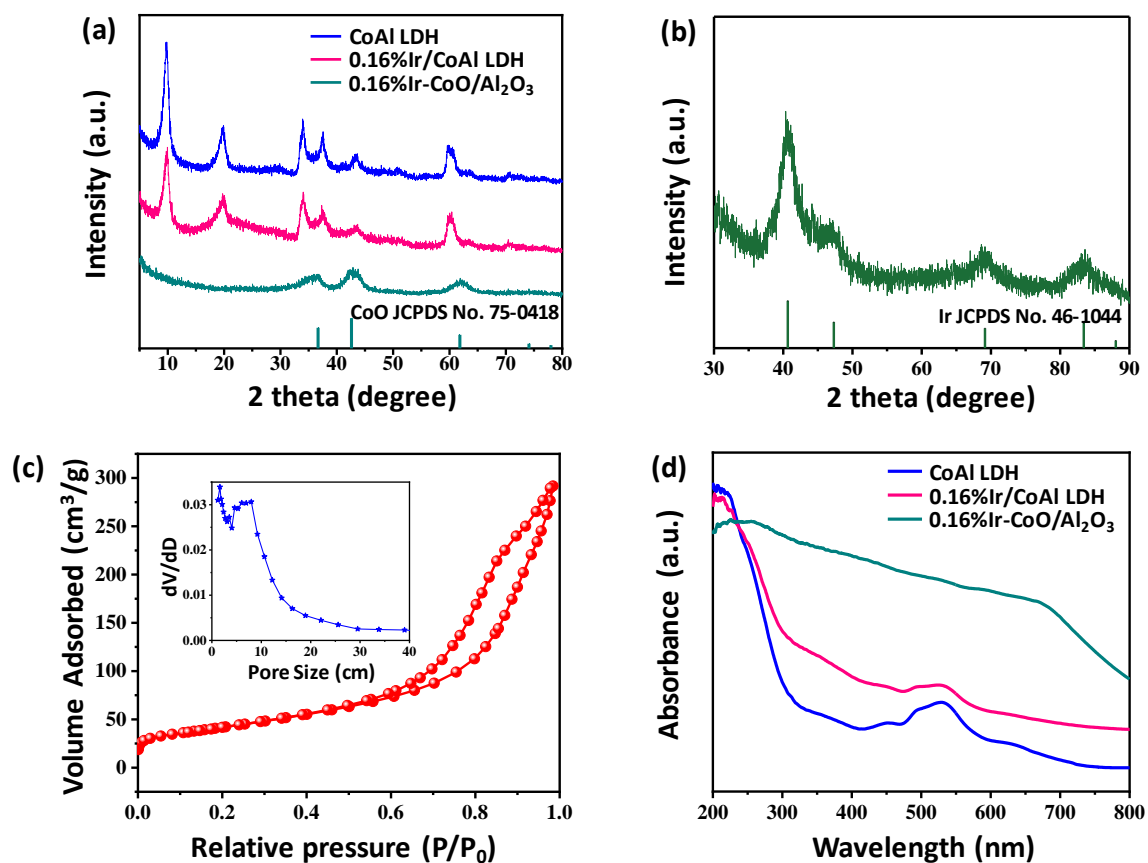 (a)
CoAl LDH
0.16%Ir/CoAl LDH
0.16%Ir-CoO/Al₂O₃
Intensity (a.u.)
CoO JCPDS No. 75-0418
10 20 30 40 50 60 70 80
2 theta (degree)
(b)
Intensity (a.u.)
Ir JCPDS No. 46-1044
30 40 50 60 70 80 90
2 theta (degree)
(c)
Volume Adsorbed (cm³/g)
300
250
200
150
100
50
0
0.0 0.2 0.4 0.6 0.8 1.0
Relative pressure (P/P₀)
dV/dD
0.03
0.02
0.01
0.00
0 10 20 30 40
Pore Size (cm)
(d)
CoAl LDH
0.16%Ir/CoAl LDH
0.16%Ir-CoO/Al₂O₃
Absorbance (a.u.)
200 300 400 500 600 700 800
Wavelength (nm)